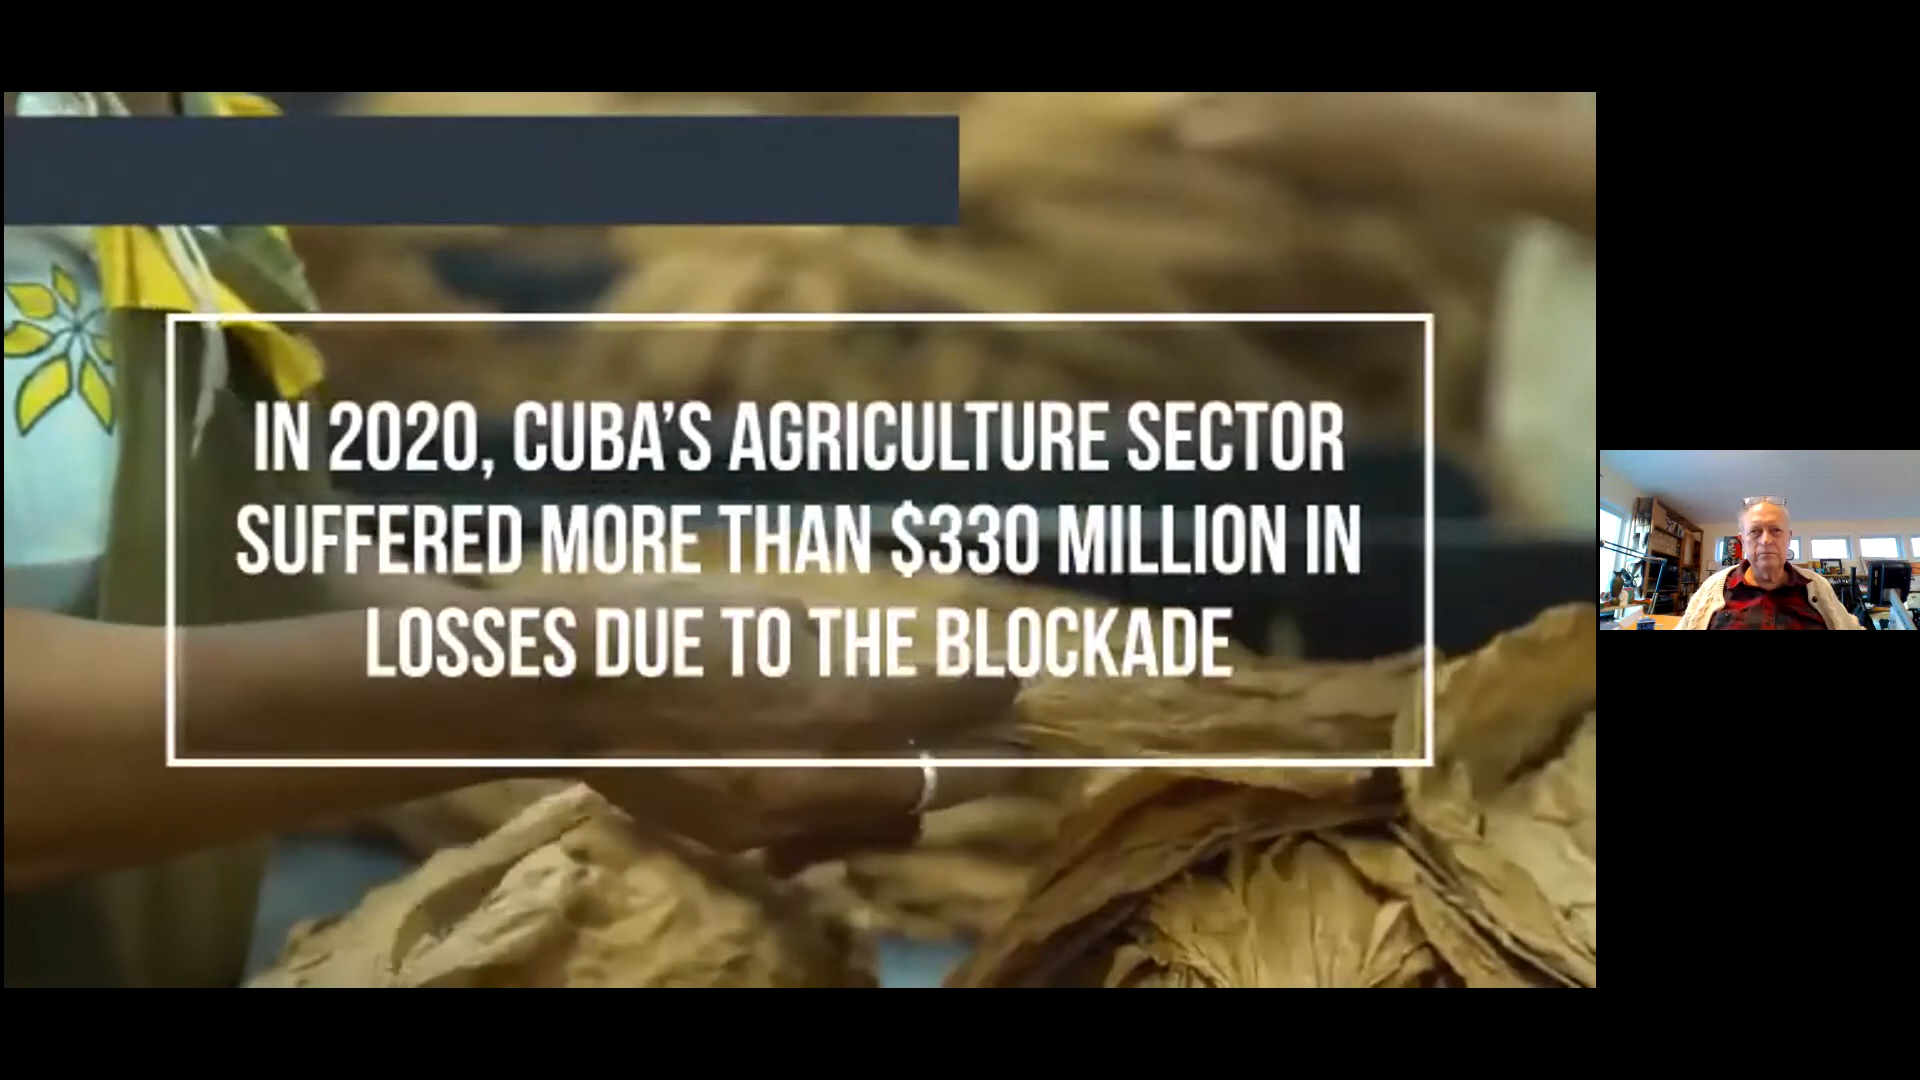 IN 2020, CUBA'S AGRICULTURE SECTOR
SUFFERED MORE THAN $330 MILLION IN
LOSSES DUE TO THE BLOCKADE